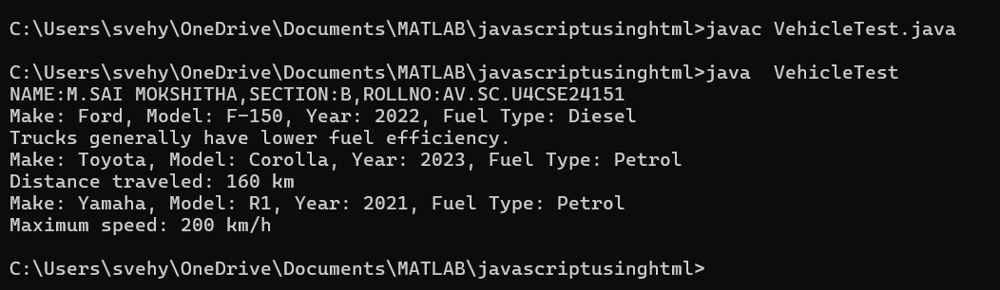 C:\Users\svehy\OneDrive\Documents\MATLAB\javascriptusinghtml>javac VehicleTest.java
C:\Users\svehy\OneDrive\Documents\MATLAB\javascriptusinghtml>java  VehicleTest
NAME:M.SAI MOKSHITHA,SECTION:B,ROLLNO:AV.SC.U4CSE24151
Make: Ford, Model: F-150, Year: 2022, Fuel Type: Diesel
Trucks generally have lower fuel efficiency.
Make: Toyota, Model: Corolla, Year: 2023, Fuel Type: Petrol
Distance traveled: 160 km
Make: Yamaha, Model: R1, Year: 2021, Fuel Type: Petrol
Maximum speed: 200 km/h
C:\Users\svehy\OneDrive\Documents\MATLAB\javascriptusinghtml>